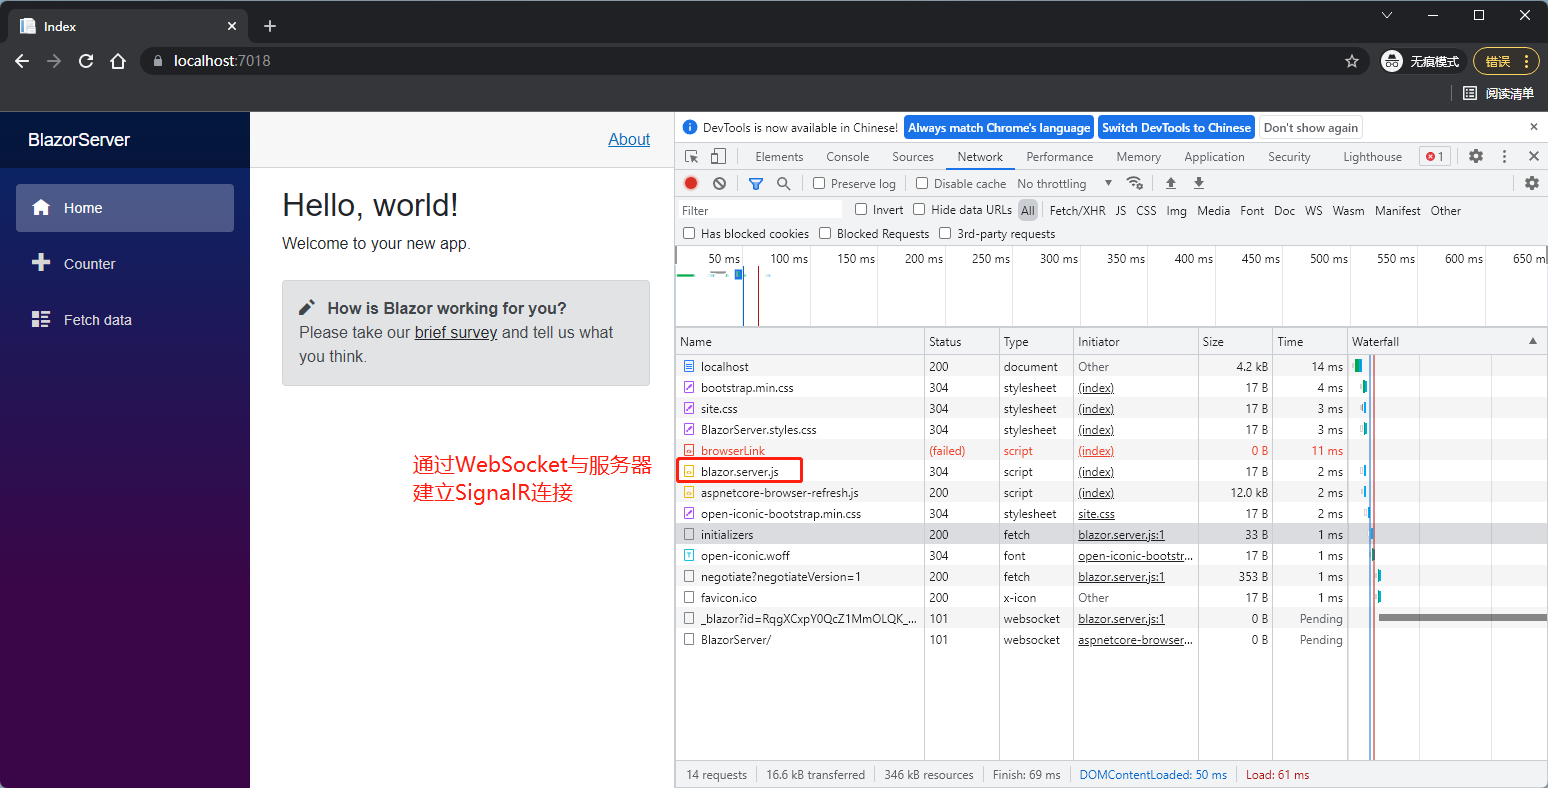 Index
localhost:7018
无痕模式
错误
阅读清单
BlazorServer
About
Home
Counter
Fetch data
Hello, world!
Welcome to your new app.
How is Blazor working for you?
Please take our brief survey and tell us what
you think.
通过WebSocket与服务器
建立SignalR连接
DevTools is now available in Chinese! Always match Chrome's language Switch DevTools to Chinese Don't show again
Elements Console Sources Network Performance Memory Application Security Lighthouse 1
Preserve log Disable cache No throttling
Filter Invert Hide data URLs All Fetch/XHR JS CSS Img Media Font Doc WS Wasm Manifest Other
Has blocked cookies Blocked Requests 3rd-party requests
50 ms 100 ms 150 ms 200 ms 250 ms 300 ms 350 ms 400 ms 450 ms 500 ms 550 ms 600 ms 650 m
Name Status Type Initiator Size Time Waterfall
localhost 200 document Other 4.2 kB 14 ms
bootstrap.min.css 304 stylesheet (index) 17 B 4 ms
site.css 304 stylesheet (index) 17 B 3 ms
BlazorServer.styles.css 304 stylesheet (index) 17 B 3 ms
browserLink (failed) script (index) 0 B 11 ms
blazor.server.js 304 script (index) 17 B 2 ms
aspnetcore-browser-refresh.js 200 script (index) 12.0 kB 2 ms
open-iconic-bootstrap.min.css 304 stylesheet site.css 17 B 2 ms
initializers 200 fetch blazor.server.js:1 33 B 1 ms
open-iconic.woff 304 font open-iconic-bootstr... 17 B 1 ms
negotiate?negotiateVersion=1 200 fetch blazor.server.js:1 353 B 1 ms
favicon.ico 200 x-icon Other 17 B 1 ms
_blazor?id=RqgXCxpY0QcZ1MmOLQK_... 101 websocket blazor.server.js:1 0 B Pending
BlazorServer/ 101 websocket aspnetcore-browser... 0 B Pending
14 requests 16.6 kB transferred 346 kB resources Finish: 69 ms DOMContentLoaded: 50 ms Load: 61 ms